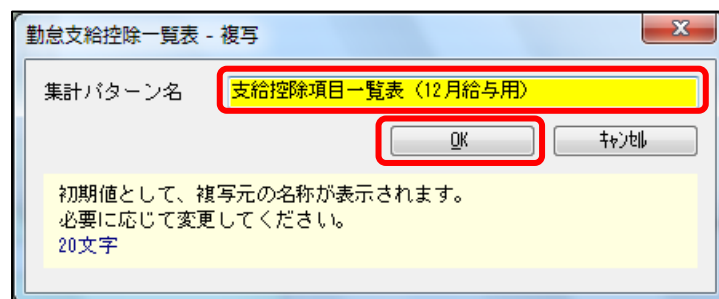 勤怠支給控除一覧表 - 複写
集計パターン名 支給控除項目一覧表（12月給与用）
OK キャンセル
初期値として、複写元の名称が表示されます。
必要に応じて変更してください。
20文字